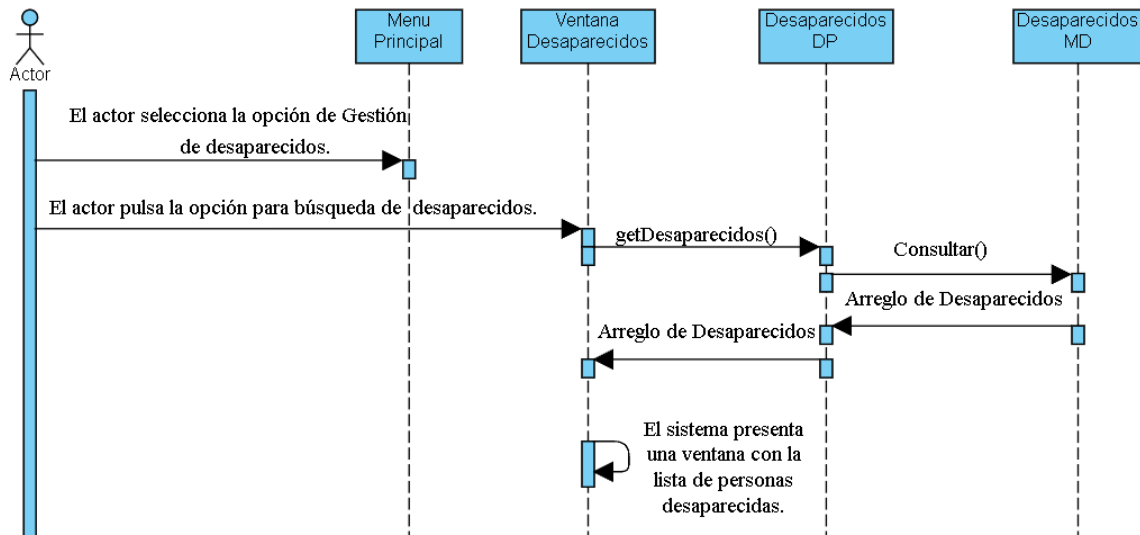 Menu
Principal
Ventana
Desaparecidos
Desaparecidos
DP
Desaparecidos
MD
Actor
El actor selecciona la opción de Gestión
de desaparecidos.
El actor pulsa la opción para búsqueda de desaparecidos.
getDesaparecidos()
Consultar()
Arreglo de Desaparecidos
Arreglo de Desaparecidos
El sistema presenta
una ventana con la
lista de personas
desaparecidas.